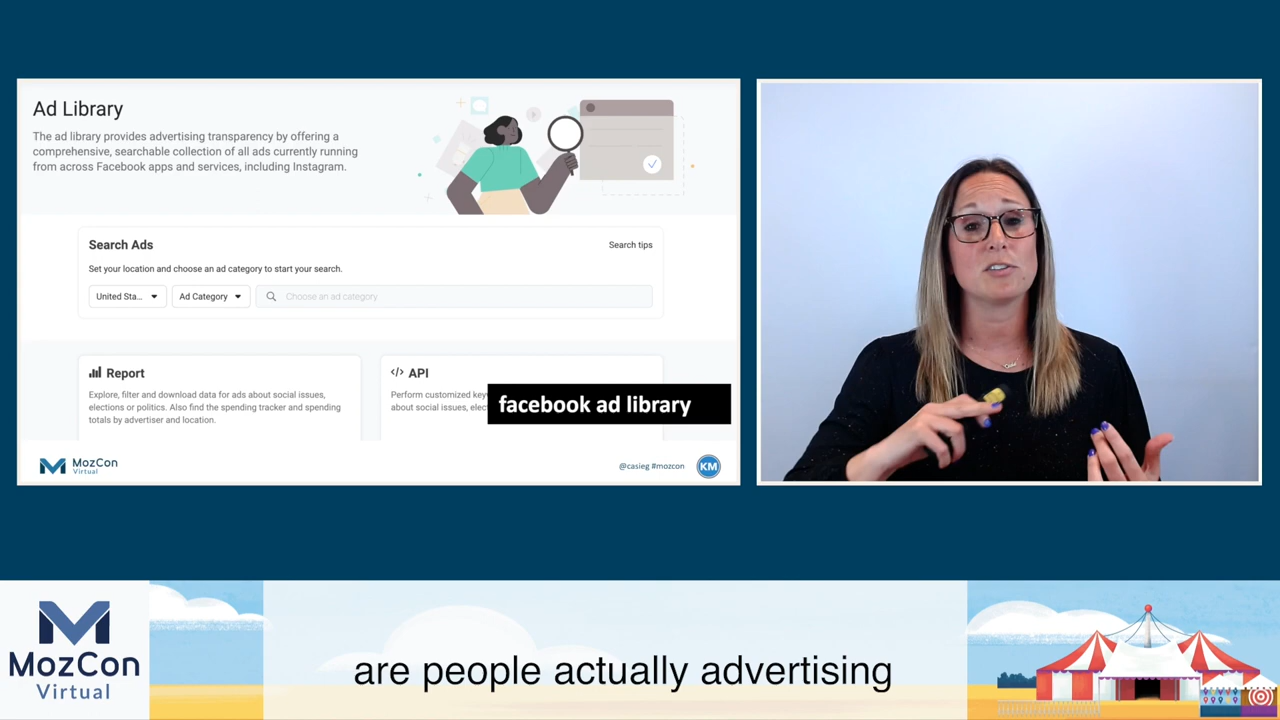 Ad Library
The ad library provides advertising transparency by offering a
comprehensive, searchable collection of all ads currently running
from across Facebook apps and services, including Instagram.
Search Ads
Search tips
Set your location and choose an ad category to start your search.
United Sta...
Ad Category
Choose an ad category
Report
Explore, filter and download data for ads about social issues,
elections or politics. Also find the spending tracker and spending
totals by advertiser and location.
</> API
Perform customized key
about social issues, elec
facebook ad library
MozCon
Virtual
@casieg #mozcon
KM
MozCon
Virtual
are people actually advertising